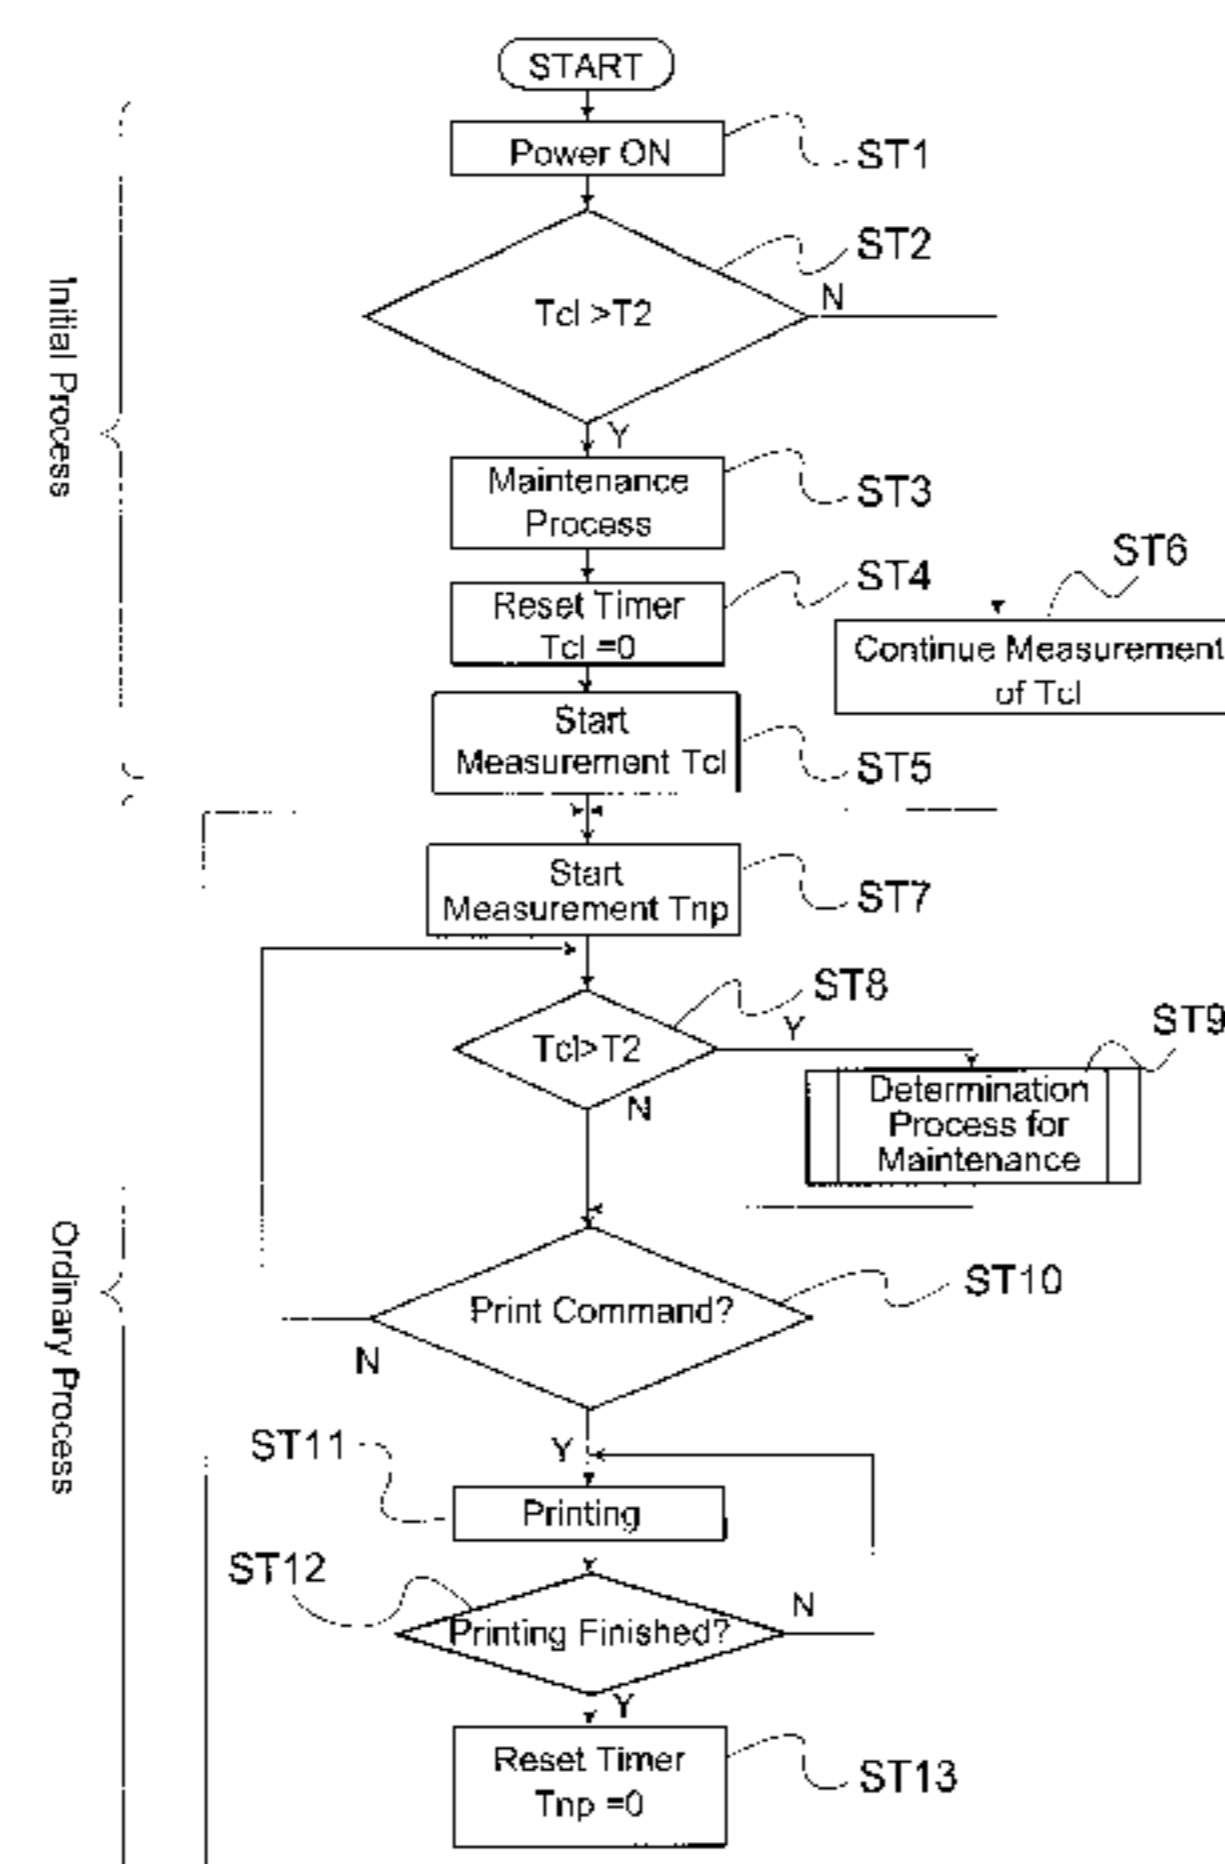 START
Power ON
ST1
ST2
Tcl >T2
N
Y
Initial Process
Maintenance
Process
ST3
Reset Timer
Tcl =0
ST4
ST6
Continue Measurement
of Tcl
Start
Measurement Tcl
ST5
Start
Measurement Tnp
ST7
ST8
Tcl>T2
Y
N
ST9
Determination
Process for
Maintenance
Ordinary Process
Print Command?
ST10
N
Y
ST11
Printing
ST12
Printing Finished?
N
Y
Reset Timer
Tnp =0
ST13